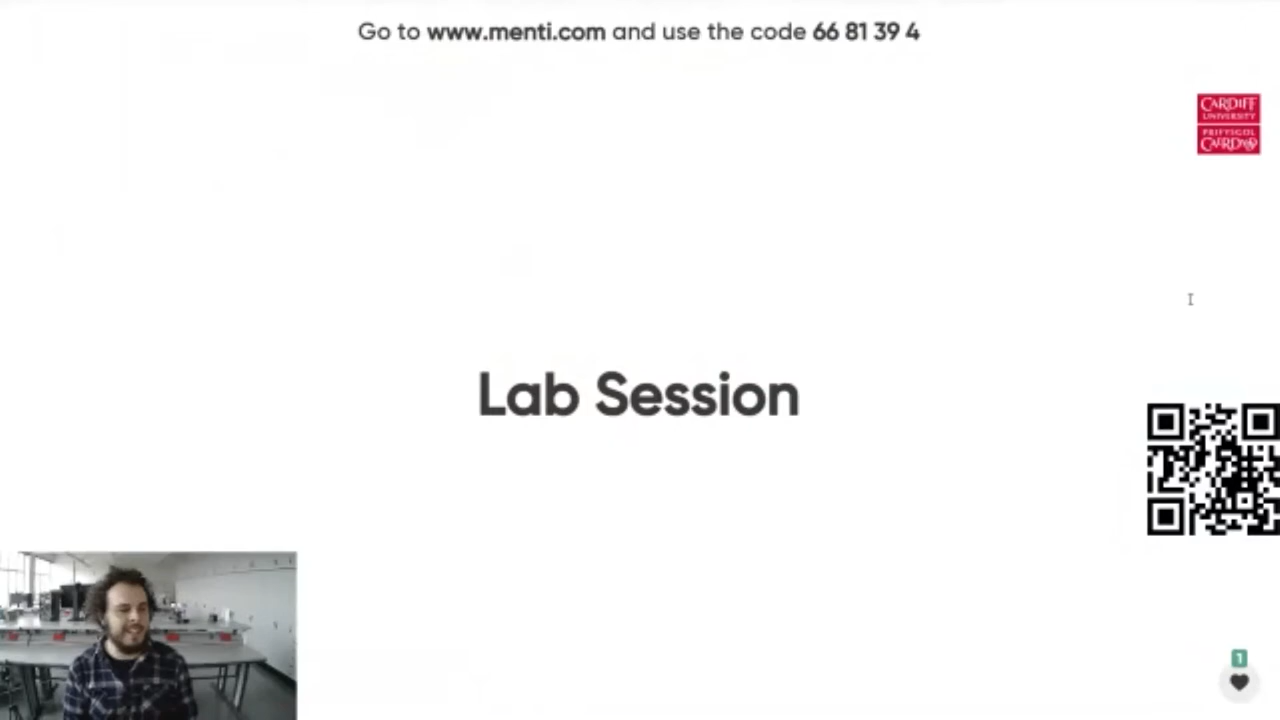 Go to www.menti.com and use the code 66 81 39 4
CARDIFF
UNIVERSITY
PRIFYSGOL
CAERDYDD
Lab Session
1